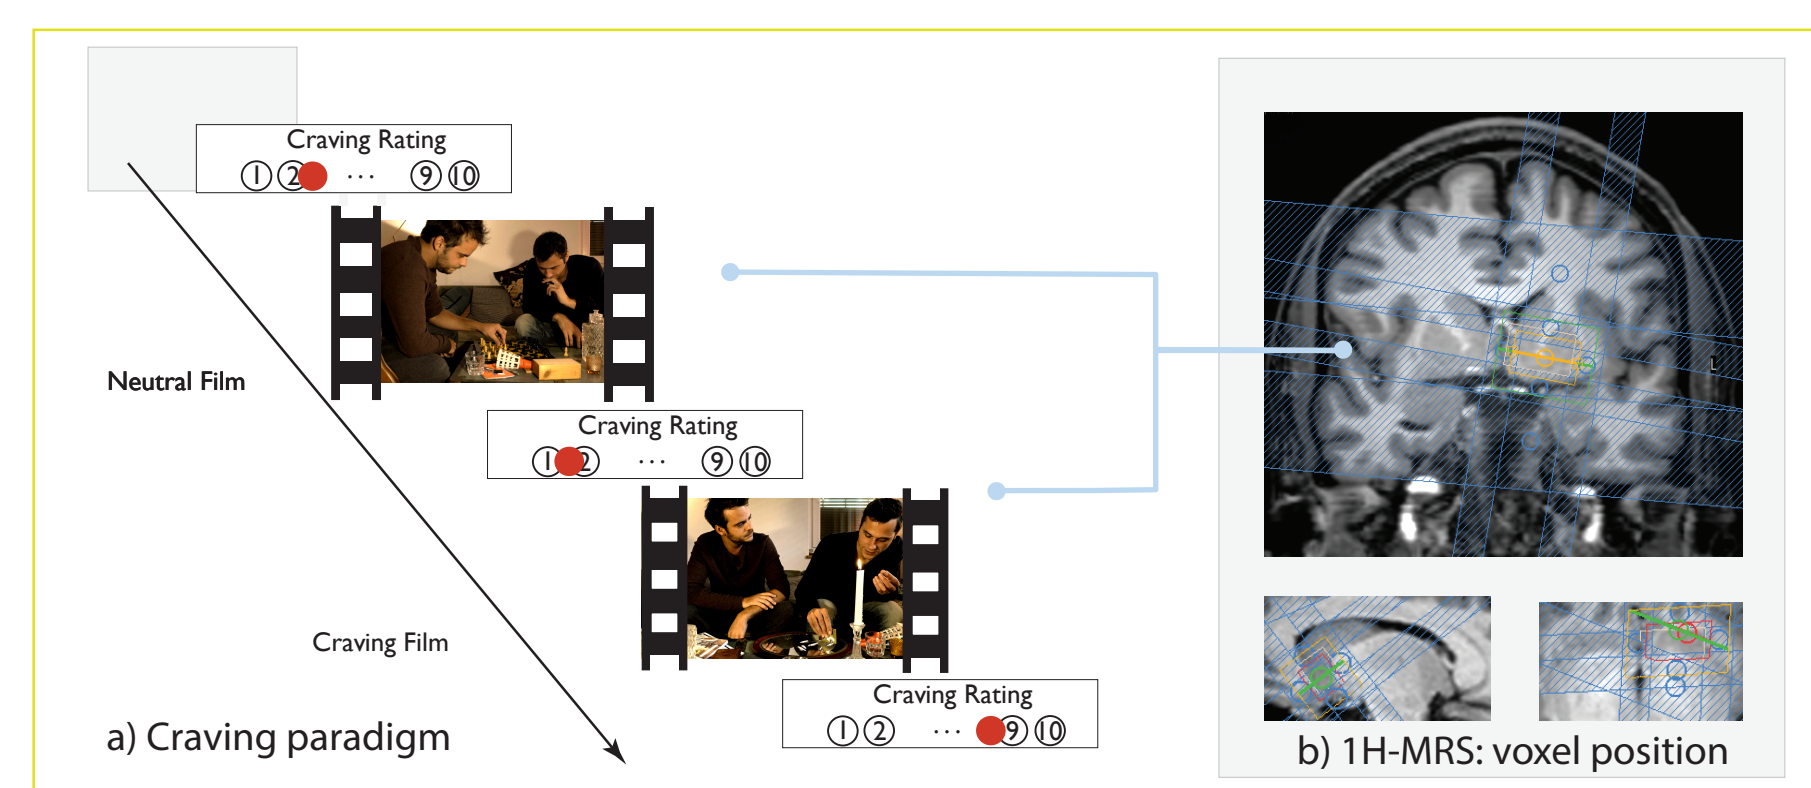 Craving Rating
1 2 ... 9 10
Neutral Film
Craving Rating
1 2 ... 9 10
Craving Film
Craving Rating
1 2 ... 9 10
a) Craving paradigm
L
b) 1H-MRS: voxel position